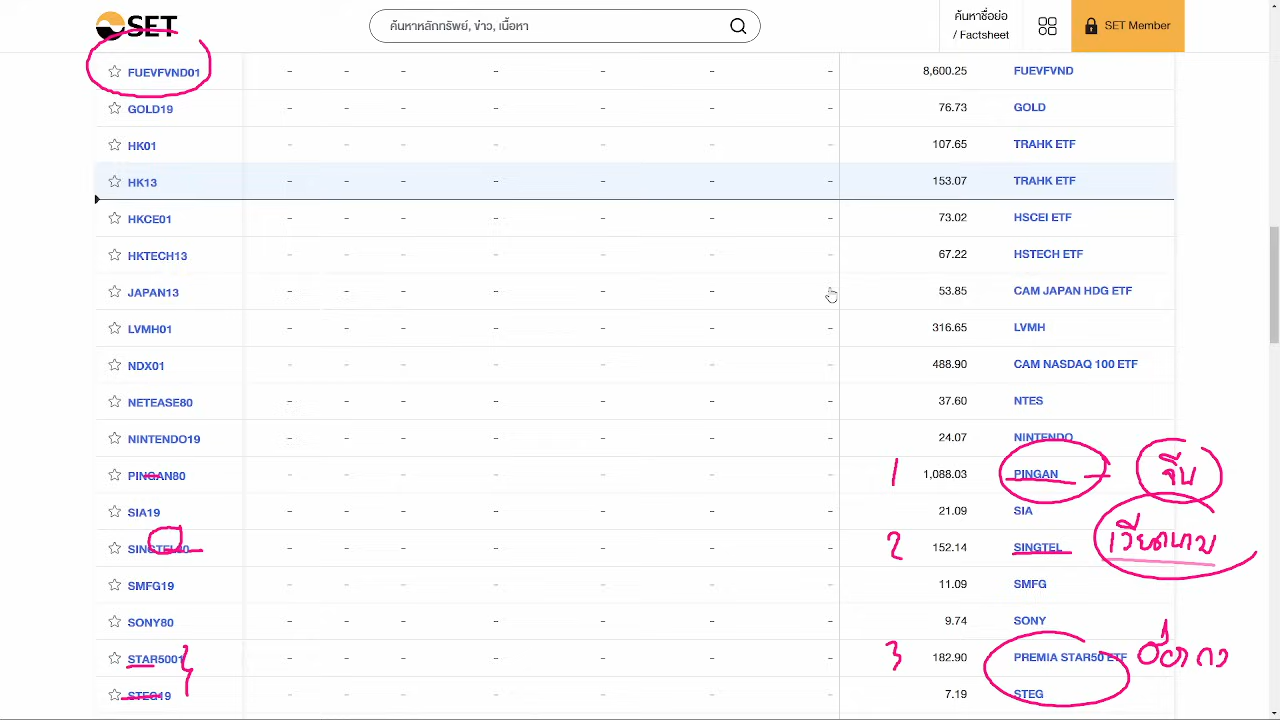 SET ค้นหาหลักทรัพย์, ข่าว, เนื้อหา ค้นหาชื่อย่อ / Factsheet SET Member
FUEVFVND01 - - - - - - - 8,600.25 FUEVFVND
GOLD19 - - - - - - - 76.73 GOLD
HK01 - - - - - - - 107.65 TRAHK ETF
HK13 - - - - - - - 153.07 TRAHK ETF
HKCE01 - - - - - - - 73.02 HSCEI ETF
HKTECH13 - - - - - - - 67.22 HSTECH ETF
JAPAN13 - - - - - - - 53.85 CAM JAPAN HDG ETF
LVMH01 - - - - - - - 316.65 LVMH
NDX01 - - - - - - - 488.90 CAM NASDAQ 100 ETF
NETEASE80 - - - - - - - 37.60 NTES
NINTENDO19 - - - - - - - 24.07 NINTENDO
PINGAN80 - - - - - - - 1 1,088.03 PINGAN จีน
SIA19 - - - - - - - 21.09 SIA
SINGTEL80 - - - - - - - 2 152.14 SINGTEL เวียดนาม
SMFG19 - - - - - - - 11.09 SMFG
SONY80 - - - - - - - 9.74 SONY
STAR5001 - - - - - - - 3 182.90 PREMIA STAR50 ETF
STEG19 - - - - - - - 7.19 STEG